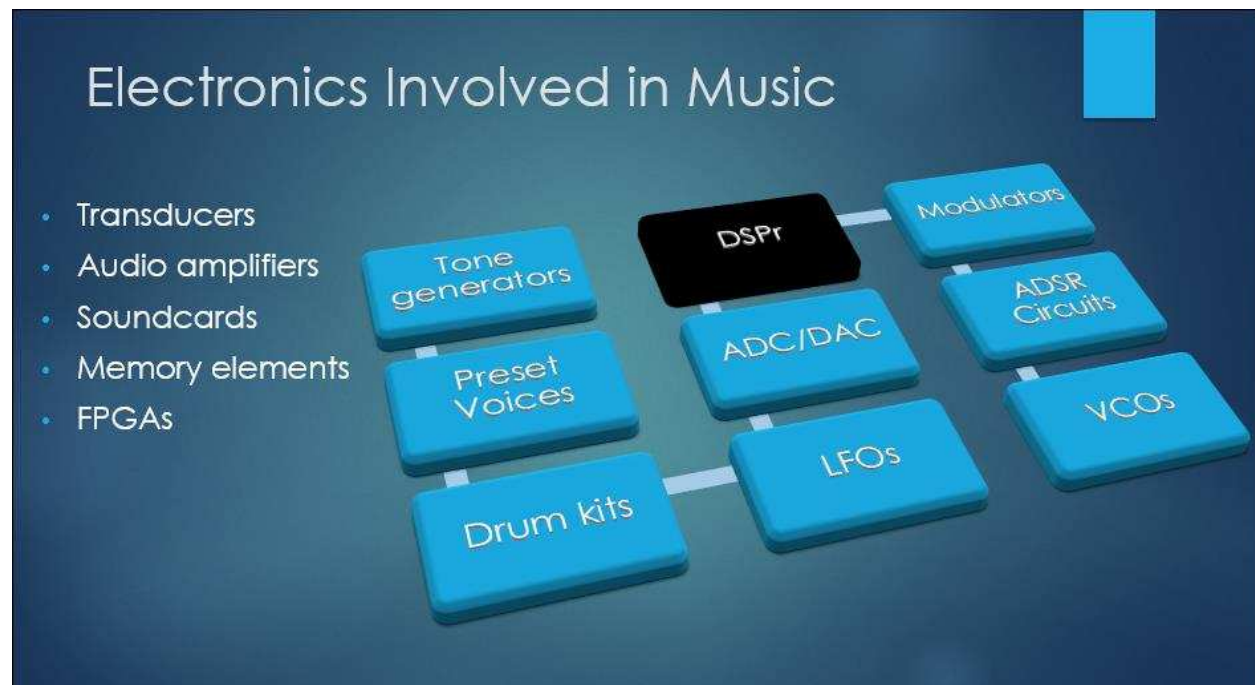 Electronics Involved in Music
Transducers
Audio amplifiers
Soundcards
Memory elements
FPGAs
Tone
generators
Preset
Voices
Drum kits
LFOs
ADC/DAC
DSPr
Modulators
ADSR
Circuits
VCOs